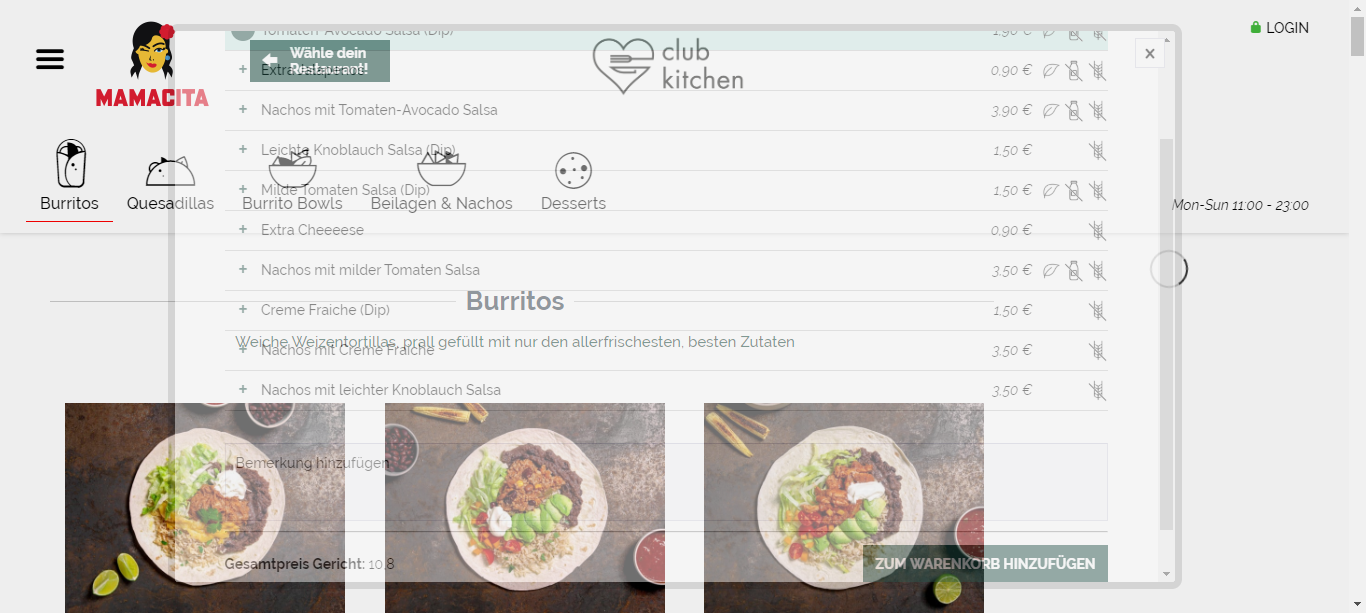 LOGIN
Tomaten-Avocado Salsa (Dip) 1,90 €
Wähle dein
Restaurant!
club
kitchen
x
MAMACITA
0,90 €
Nachos mit Tomaten-Avocado Salsa 3,90 €
Leichte Knoblauch Salsa (Dip) 1,50 €
Milde Tomaten Salsa (Dip) 1,50 €
Burritos Quesadillas Burrito Bowls Beilagen & Nachos Desserts
Mon-Sun 11:00 - 23:00
Extra Cheeeese 0,90 €
Nachos mit milder Tomaten Salsa 3,50 €
Burritos
Creme Fraiche (Dip) 1,50 €
Weiche Weizentortillas, prall gefüllt mit nur den allerfrischesten, besten Zutaten
Nachos mit Creme Fraiche 3,50 €
Nachos mit leichter Knoblauch Salsa 3,50 €
Bemerkung hinzufügen
Gesamtpreis Gericht: 10,8
ZUM WARENKORB HINZUFÜGEN